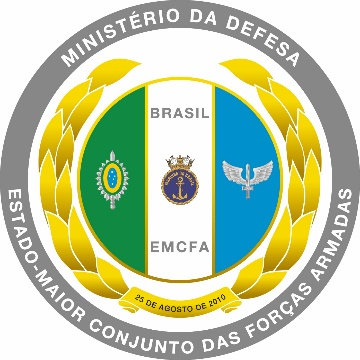 MINISTÉRIO DA DEFESA
BRASIL
EMCFA
25 DE AGOSTO DE 2010
ESTADO-MAIOR CONJUNTO DAS FORÇAS ARMADAS